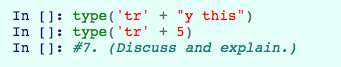 In []: type('tr' + "y this")
In []: type('tr' + 5)
In []: #7. (Discuss and explain.)